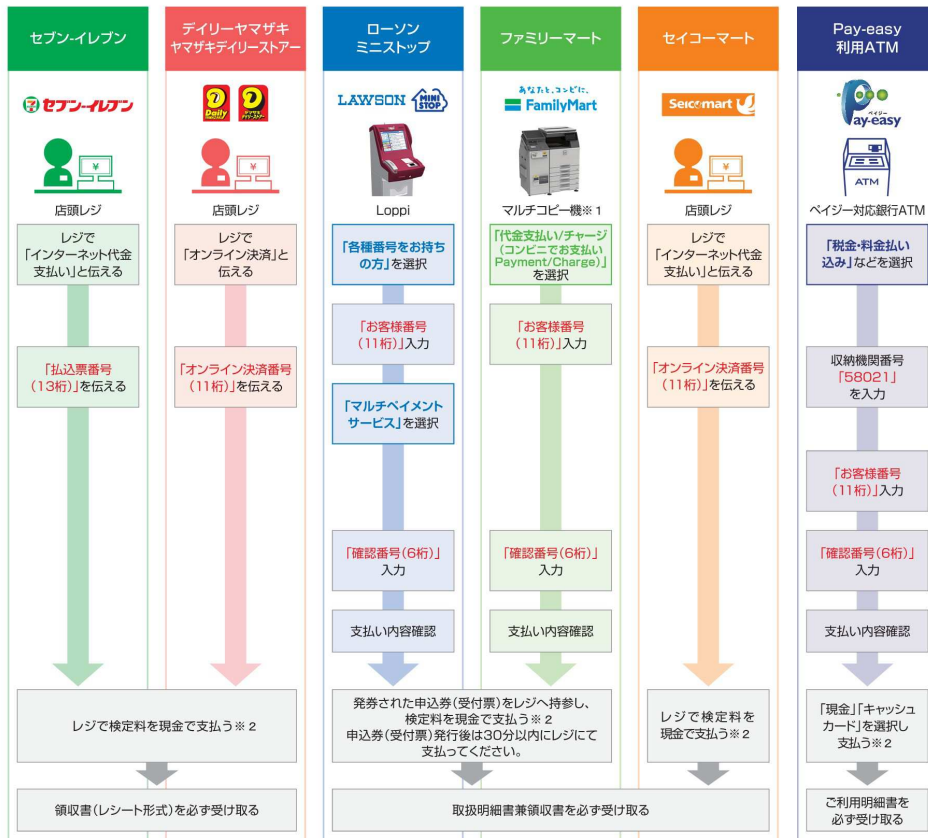 セブン-イレブン
デイリーヤマザキ
ヤマザキデイリーストアー
ローソン
ミニストップ
ファミリーマート
セイコーマート
Pay-easy
利用ATM
セブン-イレブン
Daily
LAWSON
MINI
STOP
あなたと、コンビに、
FamilyMart
Seicomart
ペイジー
Pay-easy
¥
¥
¥
ATM
店頭レジ
店頭レジ
Loppi
マルチコピー機※1
店頭レジ
ペイジー対応銀行ATM
レジで
「インターネット代金
支払い」と伝える
「払込票番号
(13桁)」を伝える
レジで
「オンライン決済」と
伝える
「オンライン決済番号
(11桁)」を伝える
「各種番号をお持ち
の方」を選択
「お客様番号
(11桁)」入力
「マルチペイメント
サービス」を選択
「確認番号(6桁)」
入力
支払い内容確認
「代金支払い/チャージ
(コンビニでお支払い
Payment/Charge)」
を選択
「お客様番号
(11桁)」入力
「確認番号(6桁)」
入力
支払い内容確認
レジで
「インターネット代金
支払い」と伝える
「オンライン決済番号
(11桁)」を伝える
「税金・料金払い
込み」などを選択
収納機関番号
「58021」
を入力
「お客様番号
(11桁)」入力
「確認番号(6桁)」
入力
支払い内容確認
レジで検定料を現金で支払う※2
発券された申込券(受付票)をレジへ持参し、
検定料を現金で支払う※2
申込券(受付票)発行後は30分以内にレジにて
支払ってください。
レジで検定料を
現金で支払う※2
「現金」「キャッシュ
カード」を選択し
支払う※2
領収書(レシート形式)を必ず受け取る
取扱明細書兼領収書を必ず受け取る
ご利用明細書を
必ず受け取る